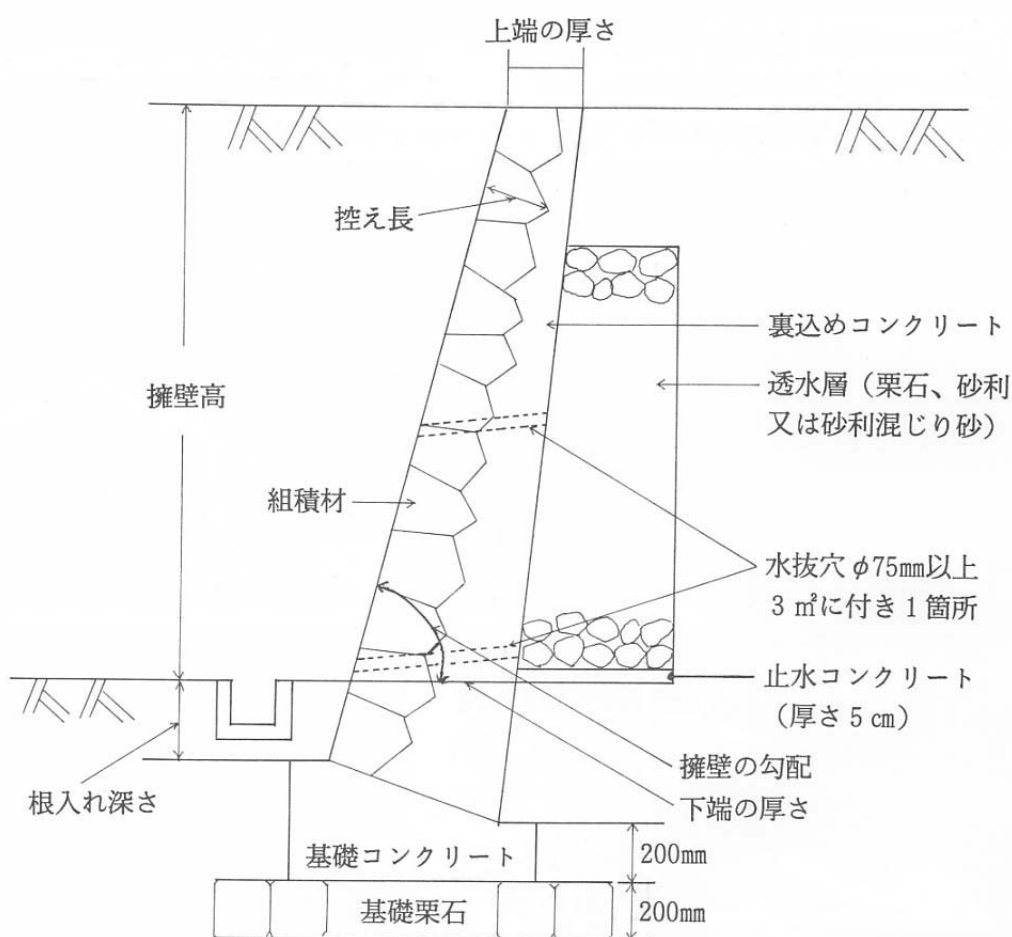 上端の厚さ
控え長
裏込めコンクリート
擁壁高
透水層（栗石、砂利
又は砂利混じり砂）
組積材
水抜穴φ75mm以上
3㎡に付き1箇所
止水コンクリート
（厚さ5㎝）
擁壁の勾配
根入れ深さ
下端の厚さ
基礎コンクリート
200mm
基礎栗石
200mm